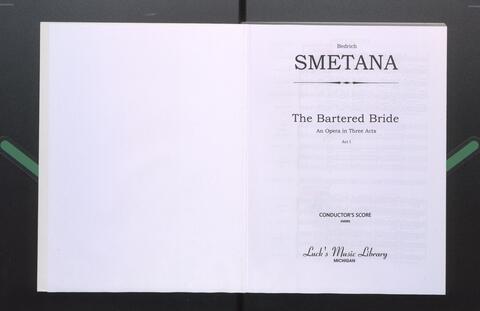 Bedrich
SMETANA
The Bartered Bride
An Opera in Three Acts
Act I
CONDUCTOR'S SCORE
Luck's Music Library
MICHIGAN